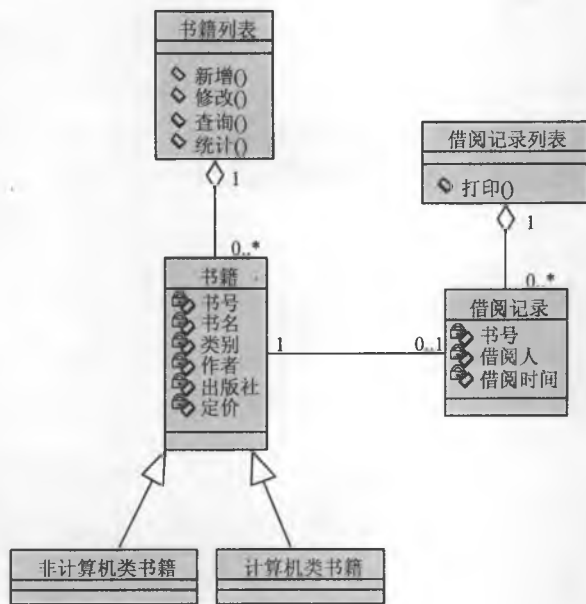 书籍列表
新增()
修改()
查询()
统计()
1
0..*
借阅记录列表
打印()
1
0..*
书籍
书号
书名
类别
作者
出版社
定价
1
0..1
借阅记录
书号
借阅人
借阅时间
非计算机类书籍
计算机类书籍